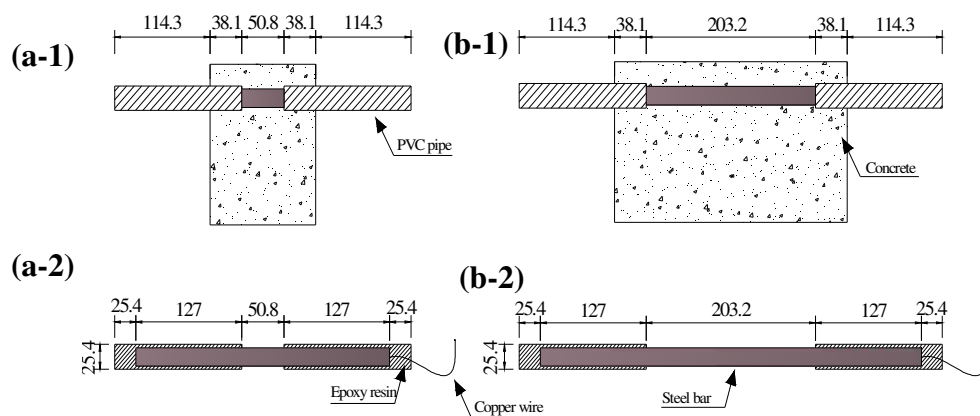 114.3 38.1 50.8 38.1 114.3
114.3 38.1 203.2 38.1 114.3
(a-1)
(b-1)
PVC pipe
Concrete
(a-2)
(b-2)
25.4 127 50.8 127 25.4
25.4 127 203.2 127 25.4
25.4
25.4
Epoxy resin
Copper wire
Steel bar